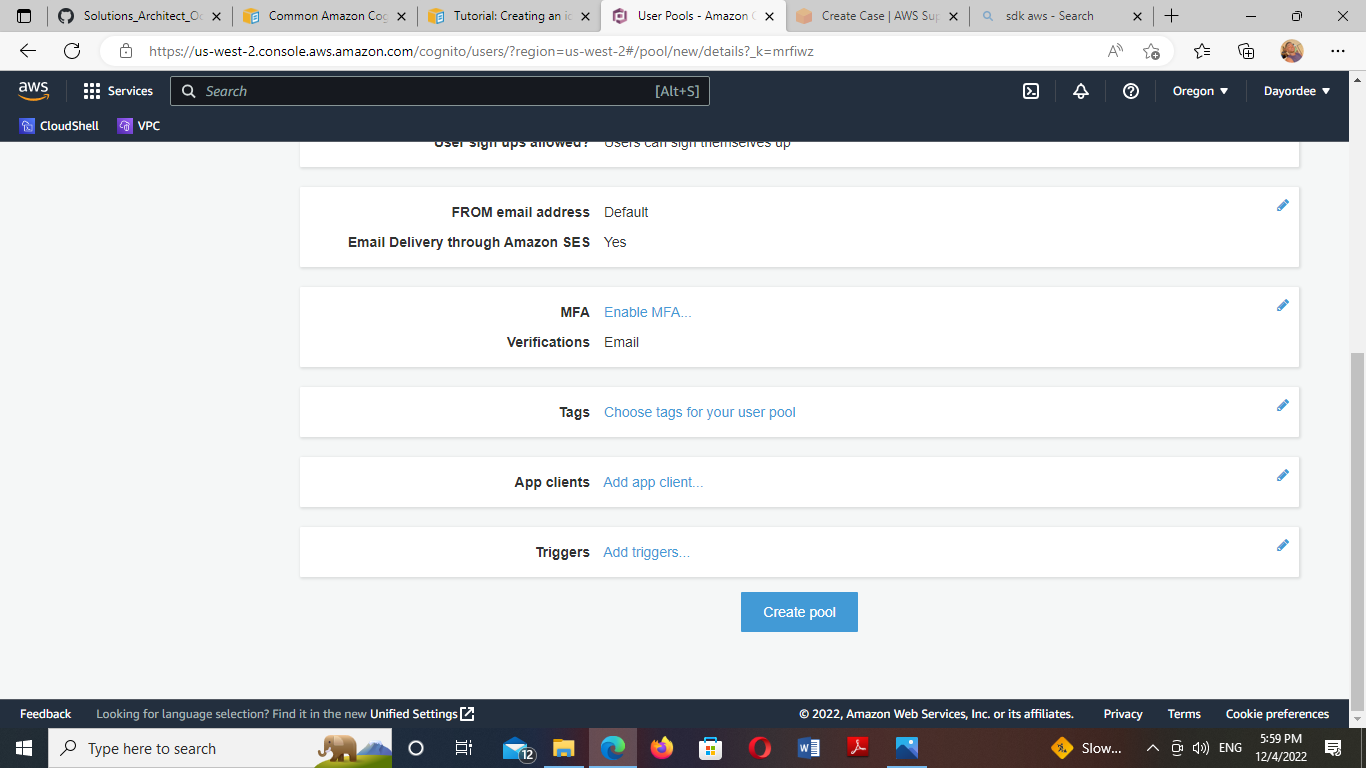 Solutions_Architect_Oc
Common Amazon Cog
Tutorial: Creating an id
User Pools - Amazon C
Create Case | AWS Sup
sdk aws - Search
https://us-west-2.console.aws.amazon.com/cognito/users/?region=us-west-2#/pool/new/details?_k=mrfiwz
aws
Services
Search
[Alt+S]
Oregon
Dayordee
CloudShell
VPC
User sign ups allowed? Users can sign themselves up
FROM email address Default
Email Delivery through Amazon SES Yes
MFA Enable MFA...
Verifications Email
Tags Choose tags for your user pool
App clients Add app client...
Triggers Add triggers...
Create pool
Feedback Looking for language selection? Find it in the new Unified Settings
© 2022, Amazon Web Services, Inc. or its affiliates. Privacy Terms Cookie preferences
Type here to search
12
Slow...
ENG
5:59 PM
12/4/2022